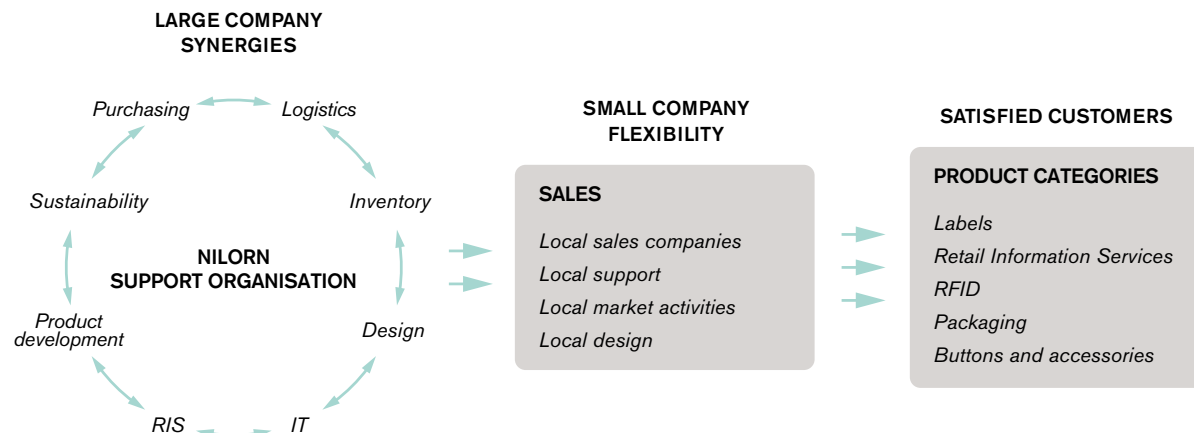 LARGE COMPANY
SYNERGIES
Purchasing
Logistics
Sustainability
Inventory
NILORN
SUPPORT ORGANISATION
Product
development
Design
RIS
IT
SMALL COMPANY
FLEXIBILITY
SALES
Local sales companies
Local support
Local market activities
Local design
SATISFIED CUSTOMERS
PRODUCT CATEGORIES
Labels
Retail Information Services
RFID
Packaging
Buttons and accessories